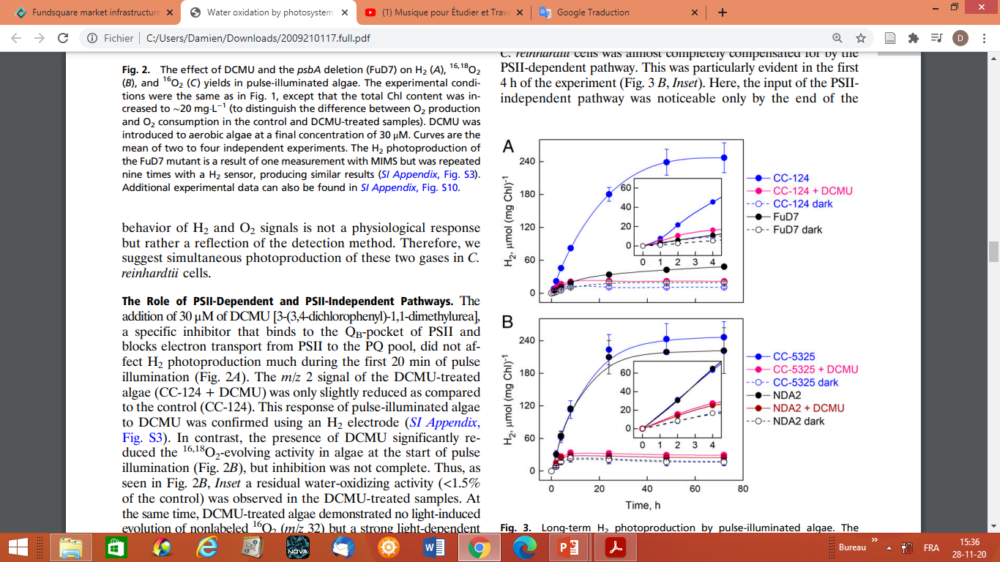 Fundsquare market infrastructure
Water oxidation by photosystem
(1) Musique pour Étudier et Trava
Google Traduction
Fichier
C:/Users/Damien/Downloads/2009210117.full.pdf
D
Fig. 2. The effect of DCMU and the psbA deletion (FuD7) on H₂ (A), ¹⁶,¹⁸O₂
(B), and ¹⁶O₂ (C) yields in pulse-illuminated algae. The experimental condi-
tions were the same as in Fig. 1, except that the total Chl content was in-
creased to ~20 mg·L⁻¹ (to distinguish the difference between O₂ production
and O₂ consumption in the control and DCMU-treated samples). DCMU was
introduced to aerobic algae at a final concentration of 30 μM. Curves are the
mean of two to four independent experiments. The H₂ photoproduction of
the FuD7 mutant is a result of one measurement with MIMS but was repeated
nine times with a H₂ sensor, producing similar results (SI Appendix, Fig. S3).
Additional experimental data can also be found in SI Appendix, Fig. S10.
behavior of H₂ and O₂ signals is not a physiological response
but rather a reflection of the detection method. Therefore, we
suggest simultaneous photoproduction of these two gases in C.
reinhardtii cells.
The Role of PSII-Dependent and PSII-Independent Pathways. The
addition of 30 μM of DCMU [3-(3,4-dichlorophenyl)-1,1-dimethylurea],
a specific inhibitor that binds to the Q_B-pocket of PSII and
blocks electron transport from PSII to the PQ pool, did not af-
fect H₂ photoproduction much during the first 20 min of pulse
illumination (Fig. 2A). The m/z 2 signal of the DCMU-treated
algae (CC-124 + DCMU) was only slightly reduced as compared
to the control (CC-124). This response of pulse-illuminated algae
to DCMU was confirmed using an H₂ electrode (SI Appendix,
Fig. S3). In contrast, the presence of DCMU significantly re-
duced the ¹⁶,¹⁸O₂-evolving activity in algae at the start of pulse
illumination (Fig. 2B), but inhibition was not complete. Thus, as
seen in Fig. 2B, Inset a residual water-oxidizing activity (<1.5%
of the control) was observed in the DCMU-treated samples. At
the same time, DCMU-treated algae demonstrated no light-induced
evolution of nonlabeled ¹⁶O₂ (m/z 32) but a strong light-dependent
C. reinhardtii cells was almost completely compensated for by the
PSII-dependent pathway. This was particularly evident in the first
4 h of the experiment (Fig. 3 B, Inset). Here, the input of the PSII-
independent pathway was noticeable only by the end of the
A
H₂, μmol (mg Chl)⁻¹
240
180
120
60
0
60
40
20
0
0 1 2 3 4
CC-124
CC-124 + DCMU
CC-124 dark
FuD7
FuD7 dark
B
H₂, μmol (mg Chl)⁻¹
240
180
120
60
0
60
40
20
0
0 1 2 3 4
CC-5325
CC-5325 + DCMU
CC-5325 dark
NDA2
NDA2 + DCMU
NDA2 dark
0 20 40 60 80
Time, h
Fig. 3. Long-term H₂ photoproduction by pulse-illuminated algae. The
NOVA
Bureau
FRA
15:36
28-11-20